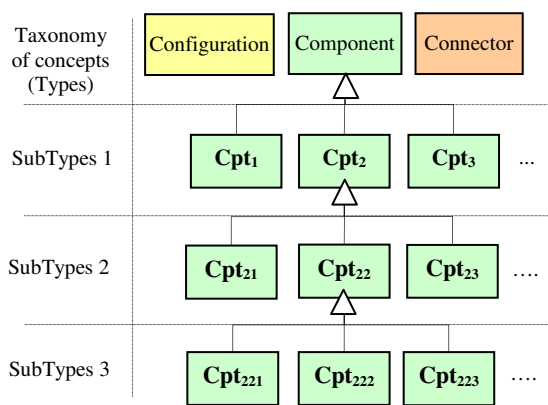 Taxonomy
of concepts
(Types)
Configuration
Component
Connector
SubTypes 1
Cpt₁
Cpt₂
Cpt₃
...
SubTypes 2
Cpt₂₁
Cpt₂₂
Cpt₂₃
....
SubTypes 3
Cpt₂₂₁
Cpt₂₂₂
Cpt₂₂₃
....